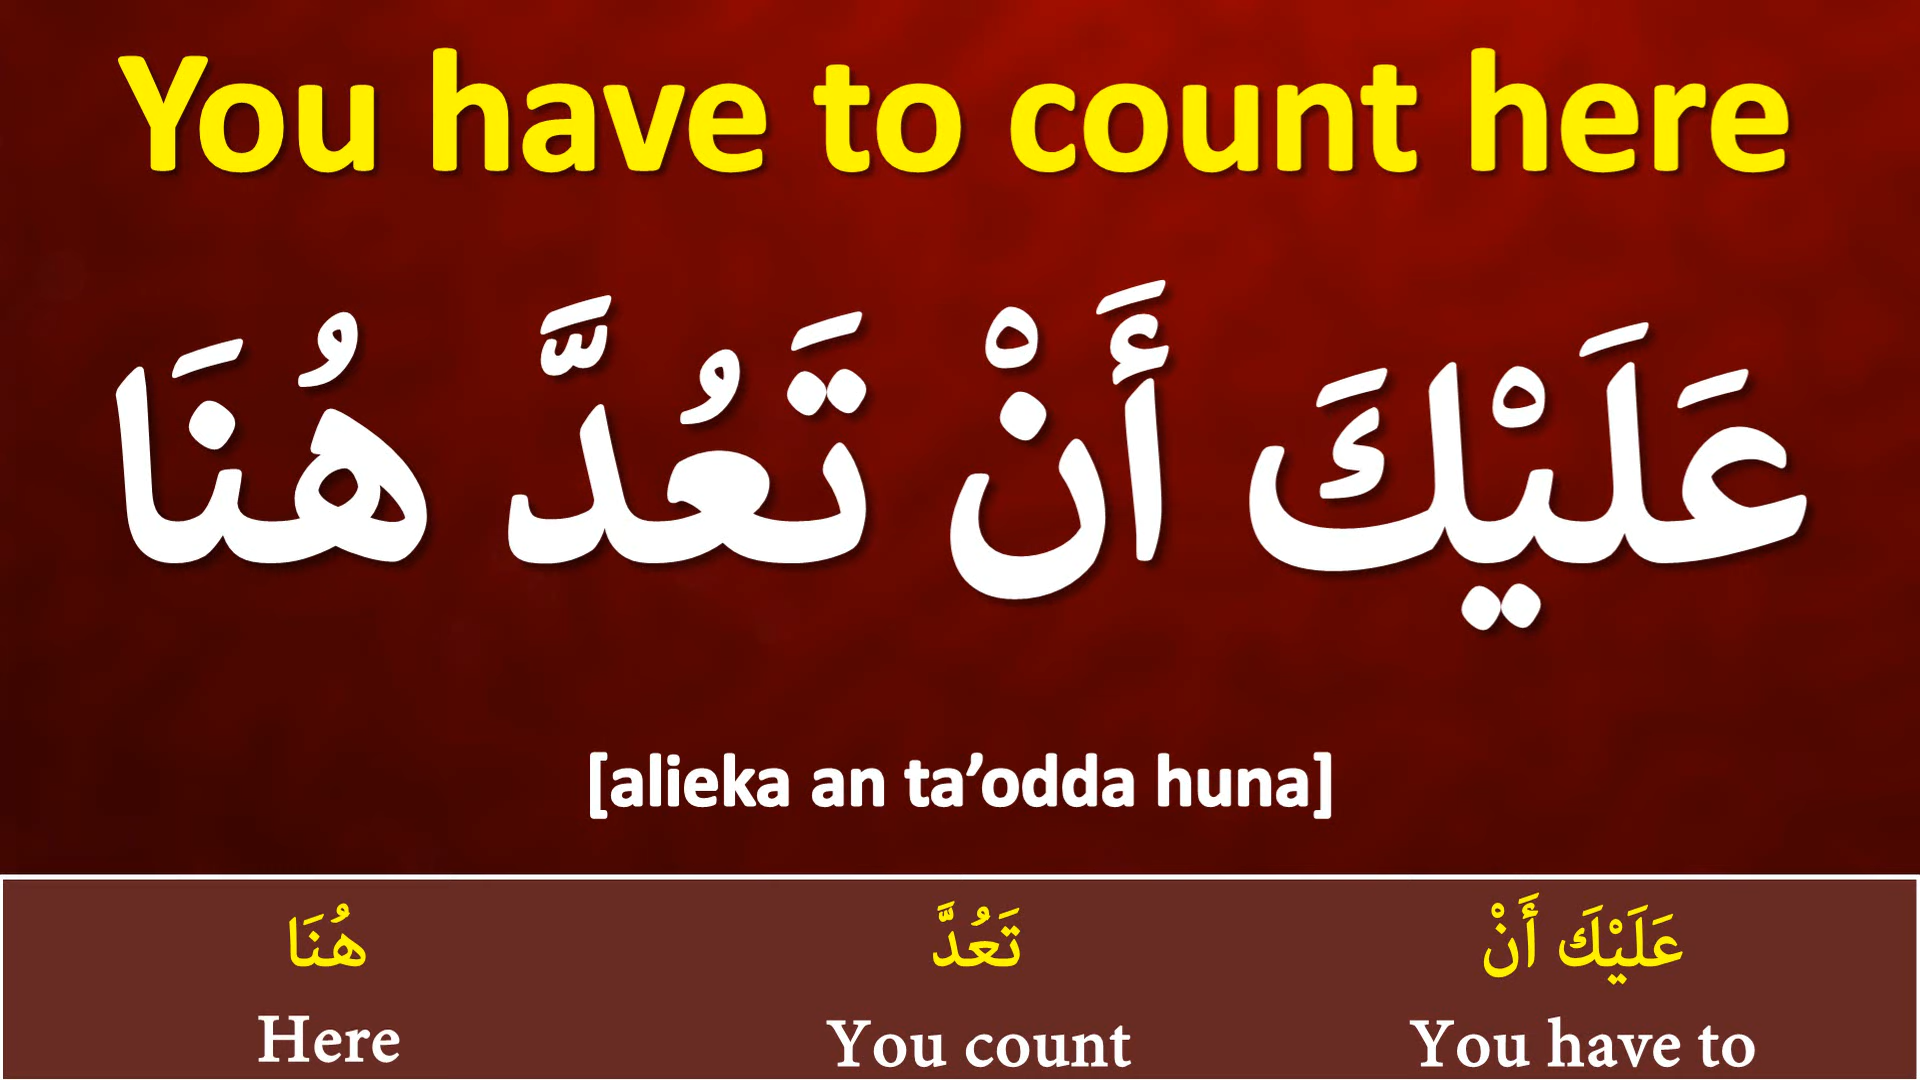 You have to count here
عَلَيْكَ أَنْ تَعُدَّ هُنَا
[alieka an ta’odda huna]
عَلَيْكَ أَنْ تَعُدَّ هُنَا
You have to You count Here